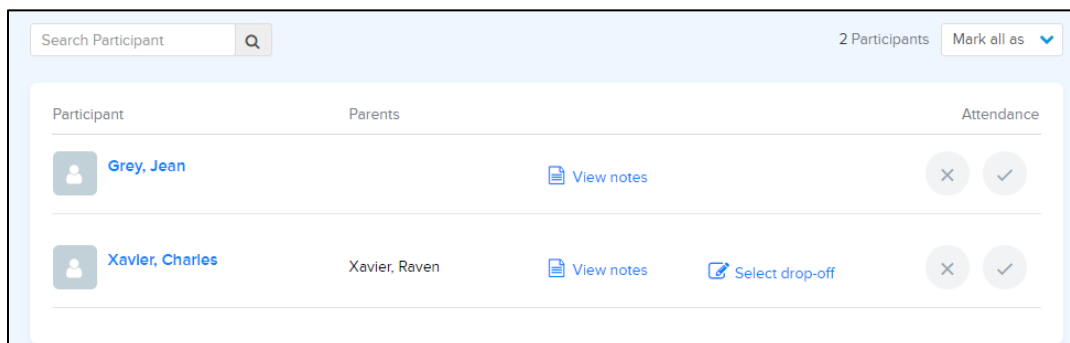 Search Participant
2 Participants
Mark all as
Participant Parents Attendance
Grey, Jean
View notes
Xavier, Charles
Xavier, Raven
View notes
Select drop-off